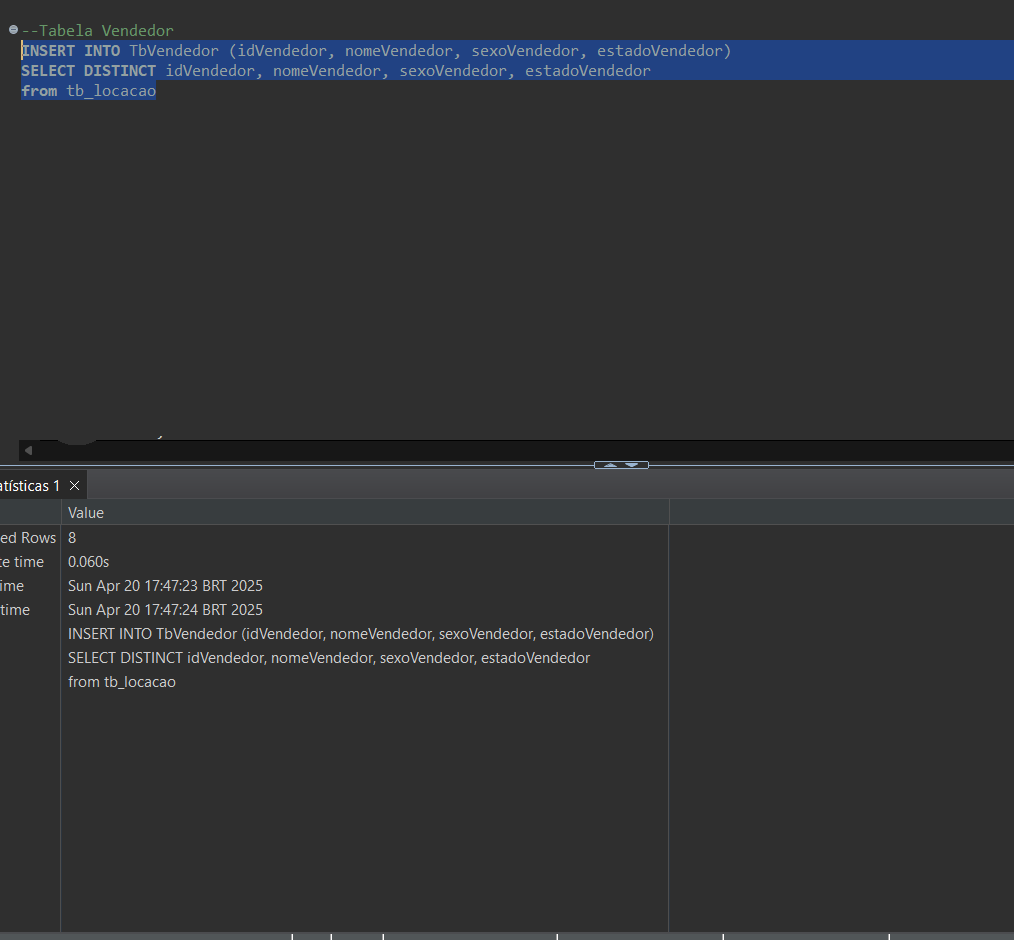 --Tabela Vendedor
INSERT INTO TbVendedor (idVendedor, nomeVendedor, sexoVendedor, estadoVendedor)
SELECT DISTINCT idVendedor, nomeVendedor, sexoVendedor, estadoVendedor
from tb_locacao
atísticas 1
Value
ed Rows 8
te time 0.060s
ime Sun Apr 20 17:47:23 BRT 2025
time Sun Apr 20 17:47:24 BRT 2025
INSERT INTO TbVendedor (idVendedor, nomeVendedor, sexoVendedor, estadoVendedor)
SELECT DISTINCT idVendedor, nomeVendedor, sexoVendedor, estadoVendedor
from tb_locacao